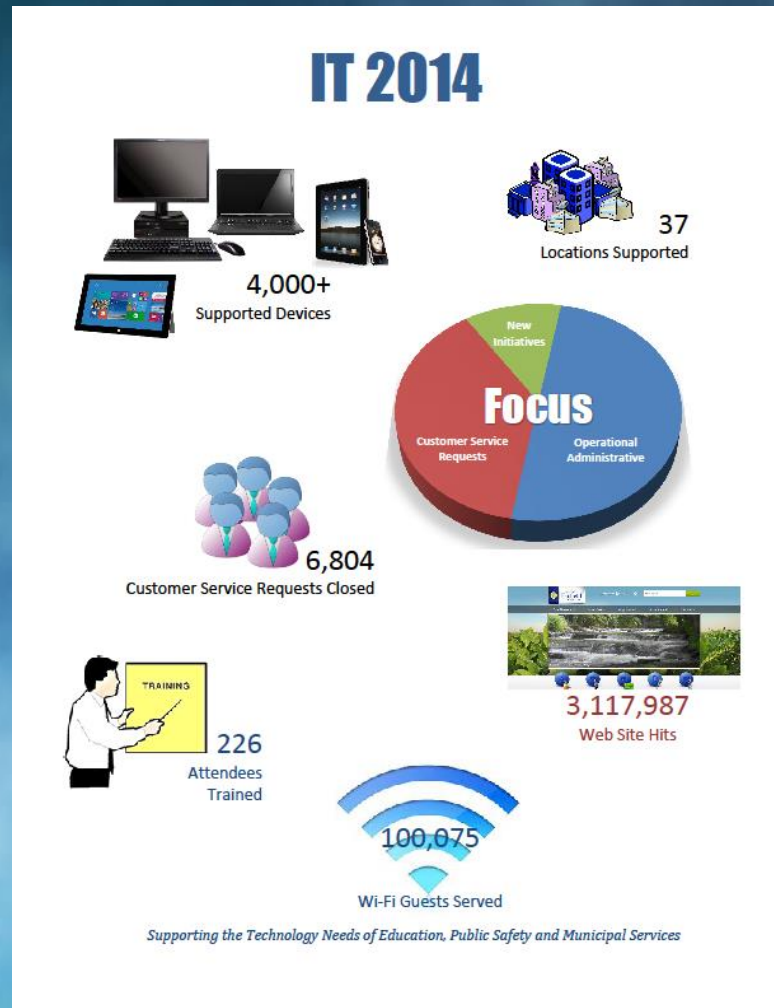 IT 2014
37
Locations Supported
4,000+
Supported Devices
New
Initiatives
Focus
Customer Service
Requests
Operational
Administrative
6,804
Customer Service Requests Closed
TRAINING
226
Attendees
Trained
3,117,987
Web Site Hits
100,075
Wi-Fi Guests Served
Supporting the Technology Needs of Education, Public Safety and Municipal Services